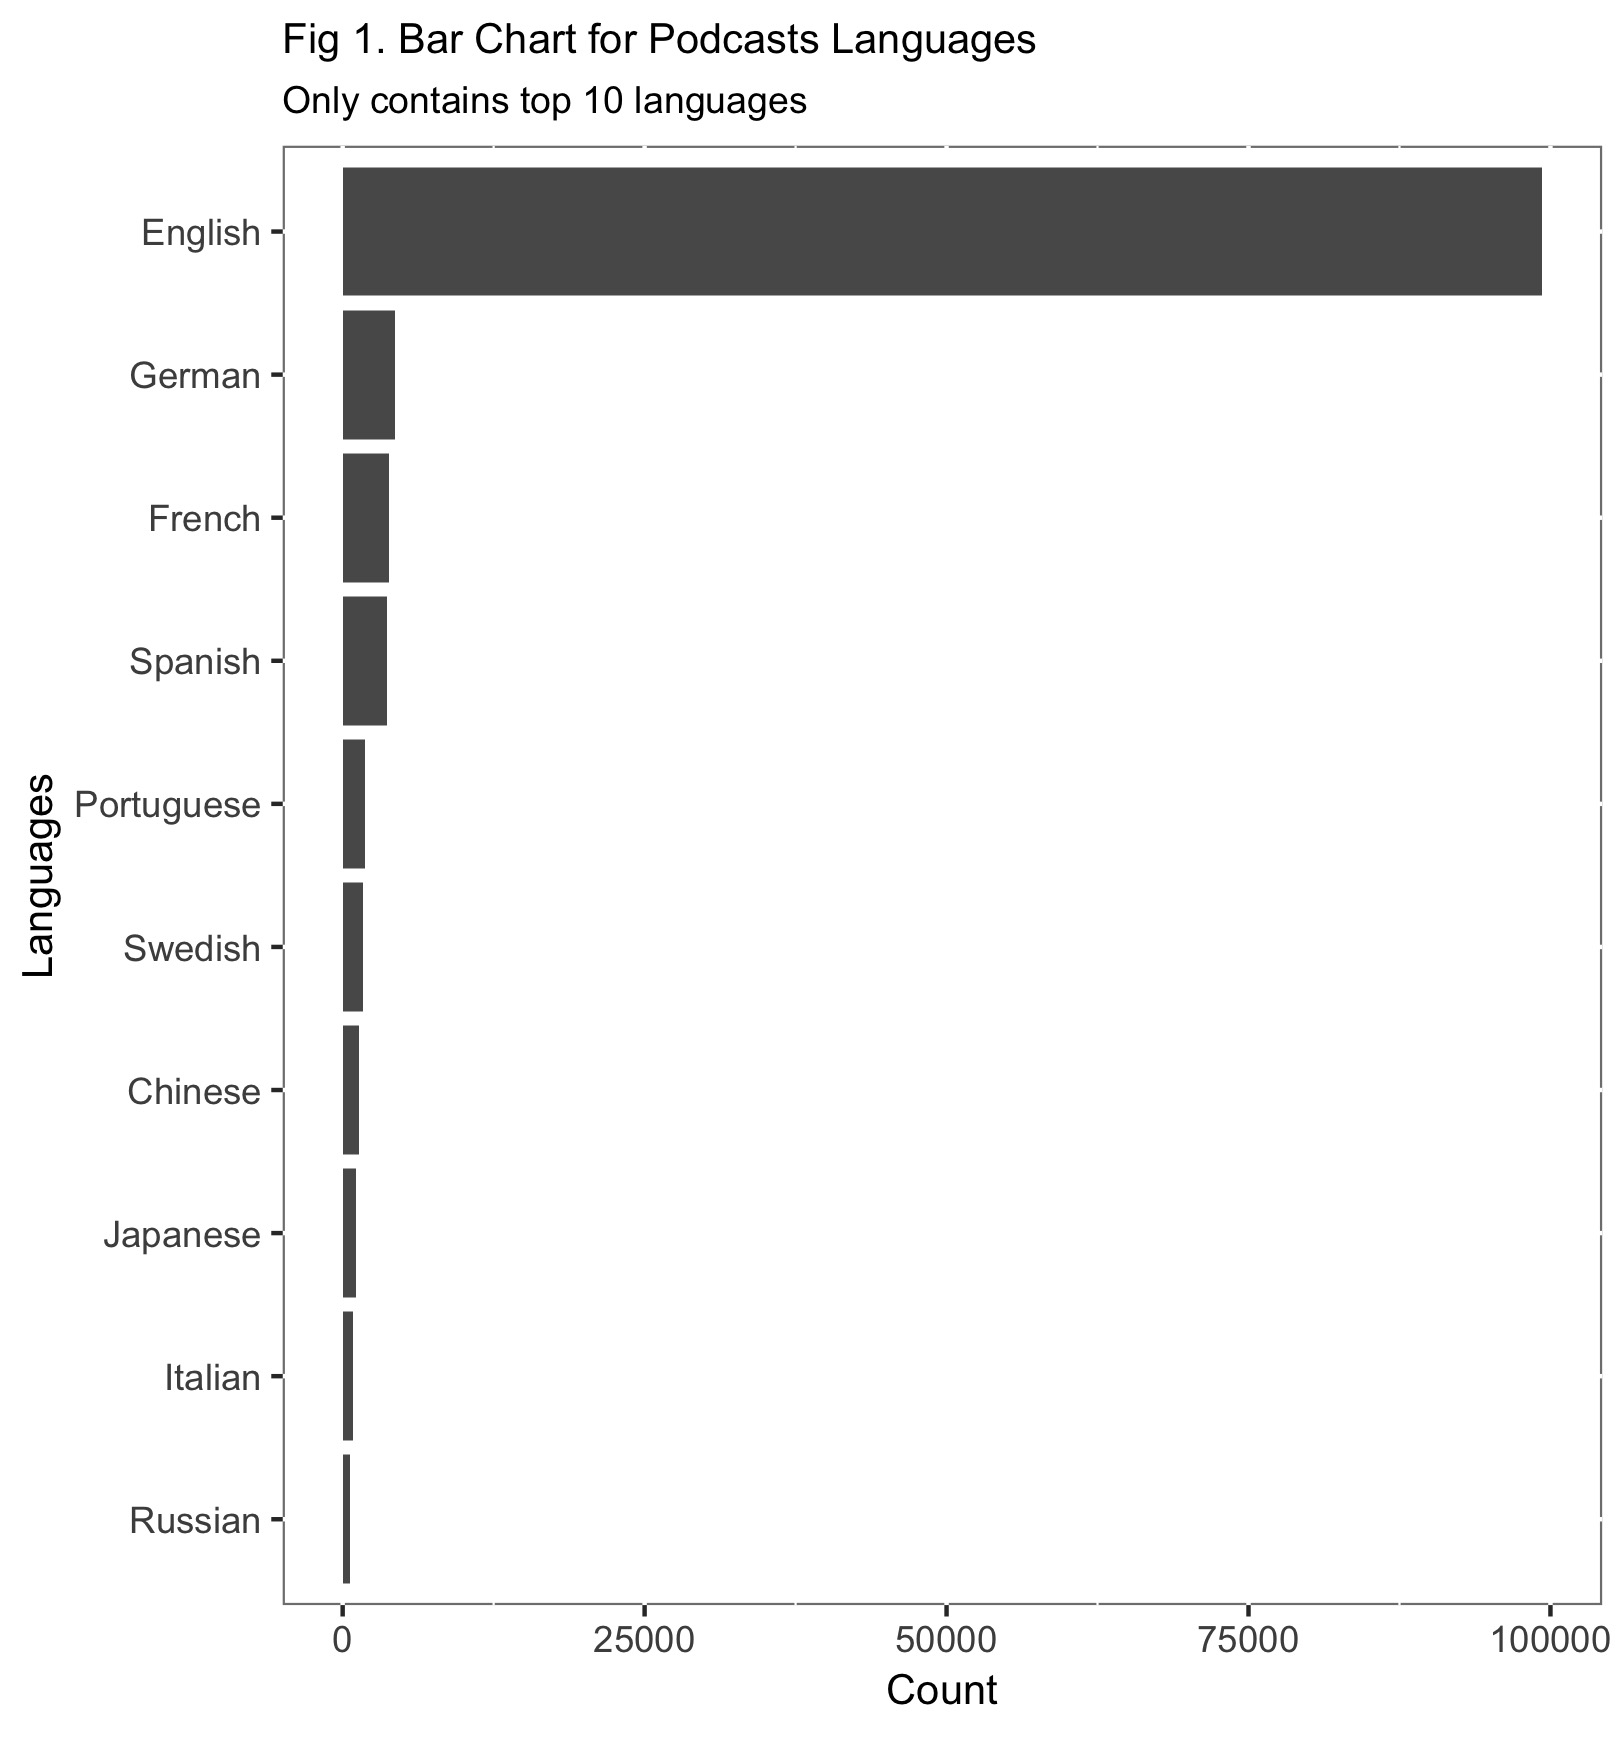 Fig 1. Bar Chart for Podcasts Languages
Only contains top 10 languages
Languages
English
German
French
Spanish
Portuguese
Swedish
Chinese
Japanese
Italian
Russian
0 25000 50000 75000 100000
Count